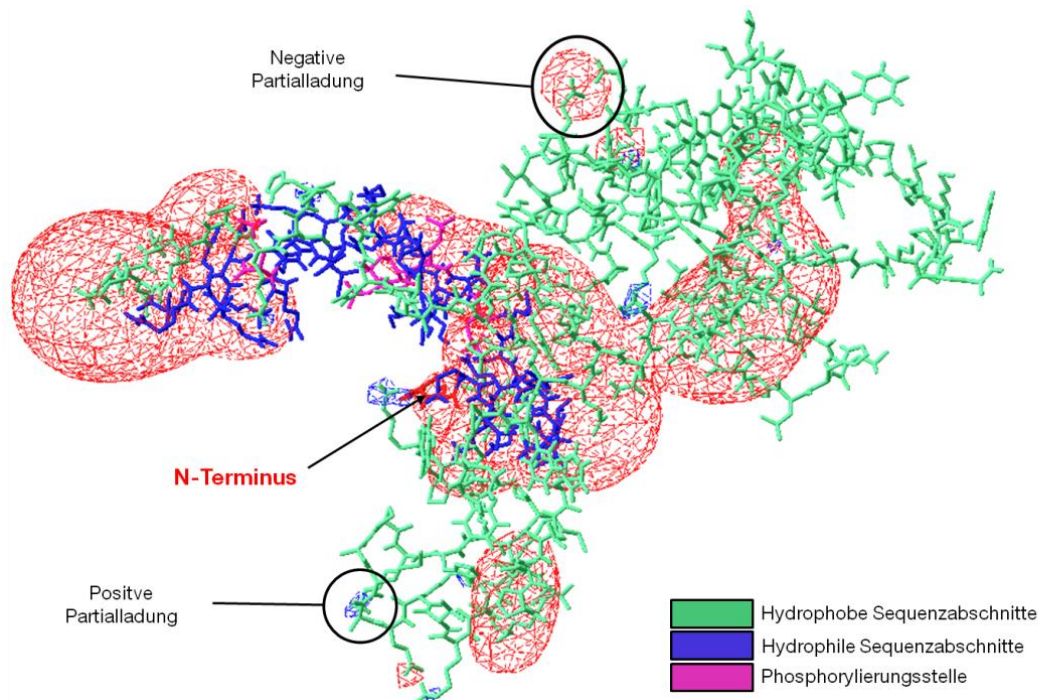 Negative
Partialladung
N-Terminus
Positve
Partialladung
Hydrophobe Sequenzabschnitte
Hydrophile Sequenzabschnitte
Phosphorylierungsstelle